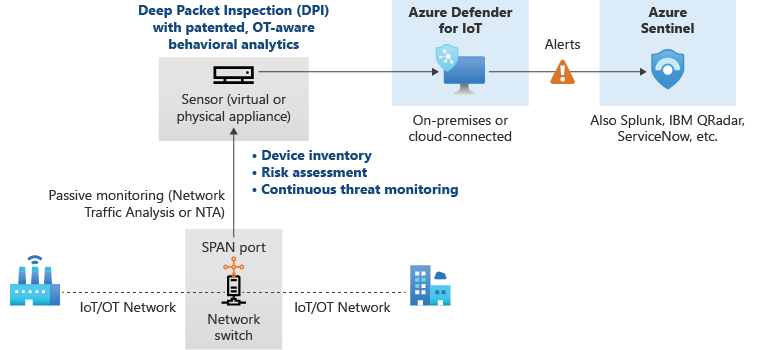 Deep Packet Inspection (DPI)
with patented, OT-aware
behavioral analytics
Sensor (virtual or
physical appliance)
Azure Defender
for IoT
On-premises or
cloud-connected
Alerts
Azure
Sentinel
Also Splunk, IBM QRadar,
ServiceNow, etc.
• Device inventory
• Risk assessment
• Continuous threat monitoring
Passive monitoring (Network
Traffic Analysis or NTA)
SPAN port
IoT/OT Network
Network
switch
IoT/OT Network